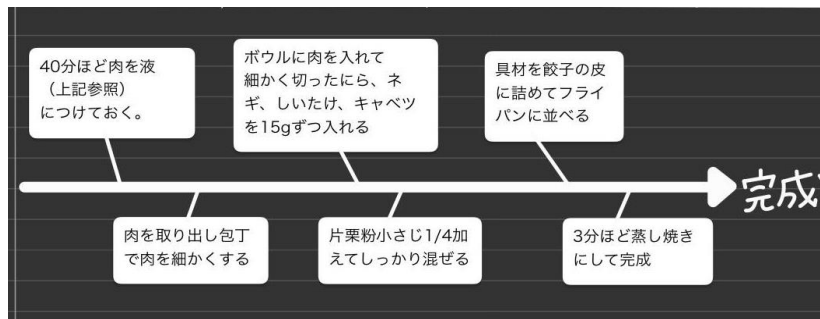 40分ほど肉を液
（上記参照）
につけておく。
肉を取り出し包丁
で肉を細かくする
ボウルに肉を入れて
細かく切ったにら、ネ
ギ、しいたけ、キャベツ
を15gずつ入れる
片栗粉小さじ1/4加
えてしっかり混ぜる
具材を餃子の皮
に詰めてフライ
パンに並べる
3分ほど蒸し焼き
にして完成
完成